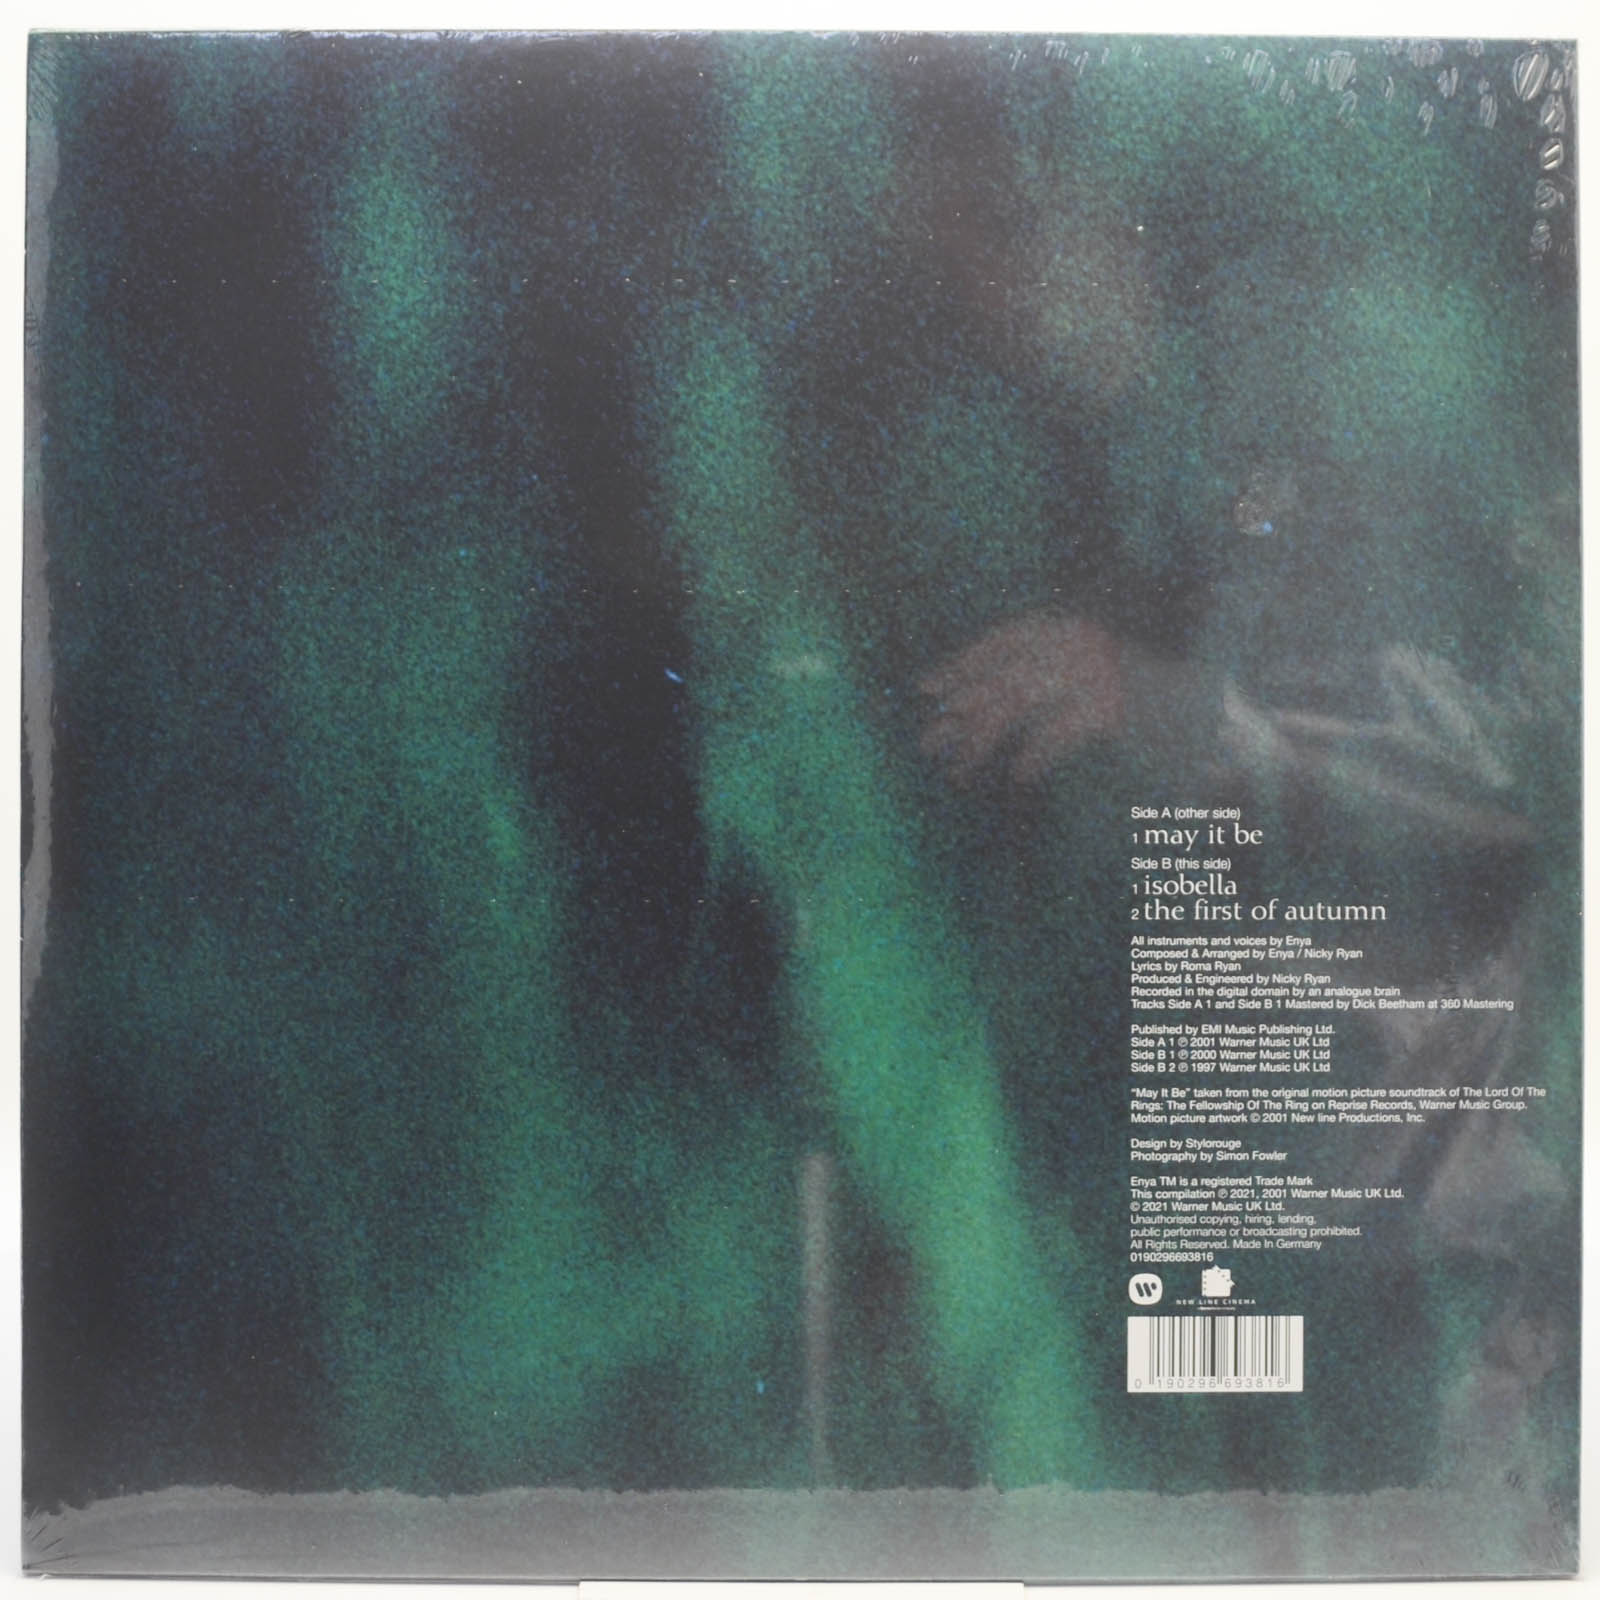 Side A (other side)
1 may it be
Side B (this side)
1 isobella
2 the first of autumn
All instruments and voices by Enya
Composed & Arranged by Enya / Nicky Ryan
Lyrics by Roma Ryan
Produced & Engineered by Nicky Ryan
Recorded in the digital domain by an analogue brain
Tracks Side A 1 and Side B 1 Mastered by Dick Beetham at 360 Mastering
Published by EMI Music Publishing Ltd.
Side A 1 ℗ 2001 Warner Music UK Ltd
Side B 1 ℗ 2000 Warner Music UK Ltd
Side B 2 ℗ 1997 Warner Music UK Ltd
"May It Be" taken from the original motion picture soundtrack of The Lord Of The
Rings: The Fellowship Of The Ring on Reprise Records, Warner Music Group.
Motion picture artwork © 2001 New line Productions, Inc.
Design by Stylorouge
Photography by Simon Fowler
Enya TM is a registered Trade Mark
This compilation ℗ 2021, 2001 Warner Music UK Ltd.
© 2021 Warner Music UK Ltd.
Unauthorised copying, hiring, lending,
public performance or broadcasting prohibited.
All Rights Reserved. Made In Germany
0190296693816
NEW LINE CINEMA
0 190296 693816